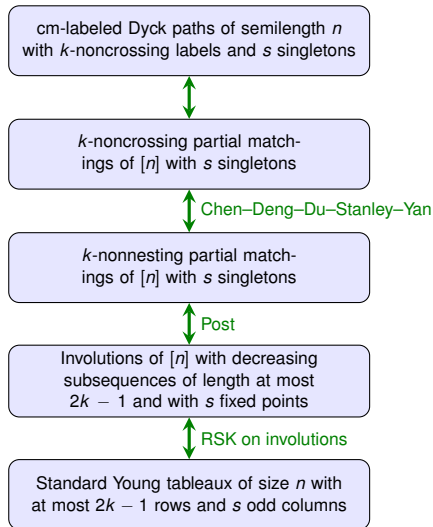 cm-labeled Dyck paths of semilength n
with k-noncrossing labels and s singletons
k-noncrossing partial match-
ings of [n] with s singletons
Chen–Deng–Du–Stanley–Yan
k-nonnesting partial match-
ings of [n] with s singletons
Post
Involutions of [n] with decreasing
subsequences of length at most
2k − 1 and with s fixed points
RSK on involutions
Standard Young tableaux of size n with
at most 2k − 1 rows and s odd columns